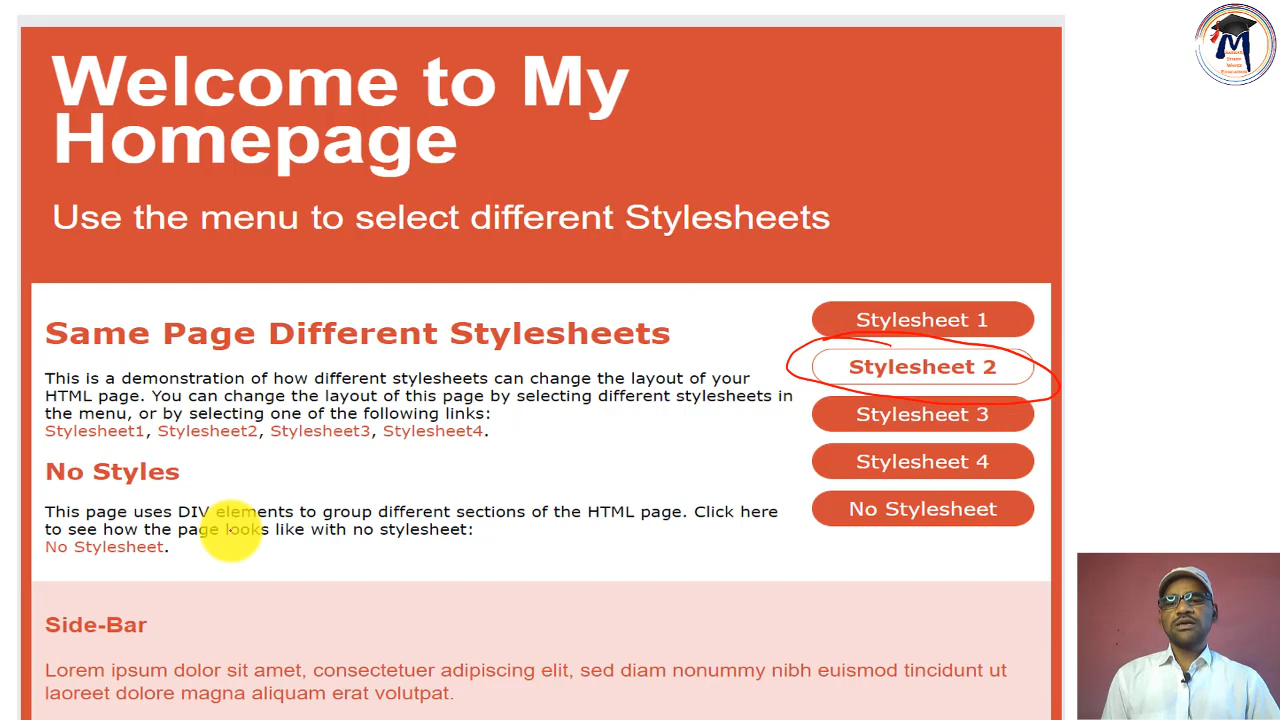 Welcome to My
Homepage
Use the menu to select different Stylesheets
Same Page Different Stylesheets
This is a demonstration of how different stylesheets can change the layout of your
HTML page. You can change the layout of this page by selecting different stylesheets in
the menu, or by selecting one of the following links:
Stylesheet1, Stylesheet2, Stylesheet3, Stylesheet4.
No Styles
This page uses DIV elements to group different sections of the HTML page. Click here
to see how the page looks like with no stylesheet:
No Stylesheet.
Stylesheet 1
Stylesheet 2
Stylesheet 3
Stylesheet 4
No Stylesheet
Side-Bar
Lorem ipsum dolor sit amet, consectetuer adipiscing elit, sed diam nonummy nibh euismod tincidunt ut
laoreet dolore magna aliquam erat volutpat.
M
Education